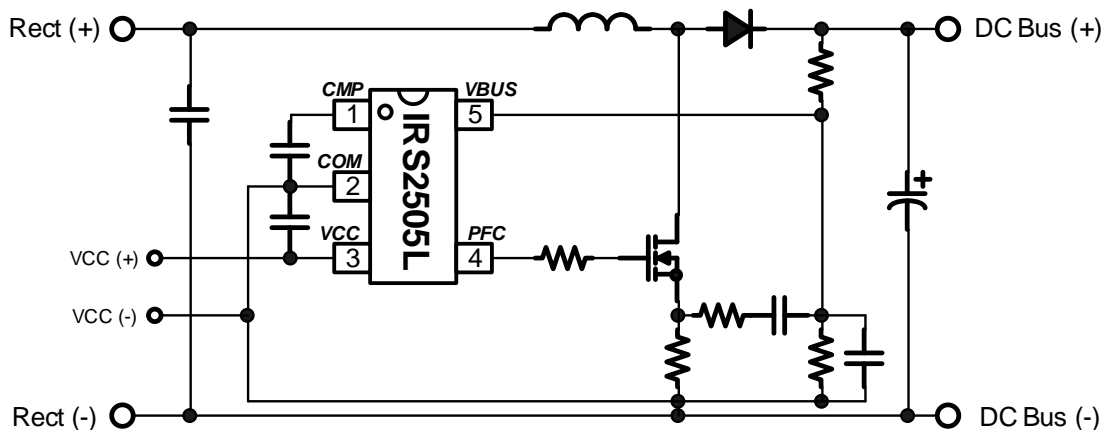 Rect (+)
DC Bus (+)
CMP
VBUS
1
5
IRS2505L
COM
2
VCC
PFC
3
4
VCC (+)
VCC (-)
+
Rect (-)
DC Bus (-)